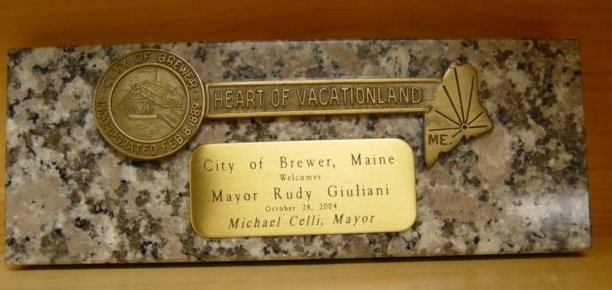 CITY OF BREWER
INCORPORATED FEB. 8 1889
HEART OF VACATIONLAND
ME.
City of Brewer, Maine
Welcomes
Mayor Rudy Giuliani
October 28, 2004
Michael Celli, Mayor